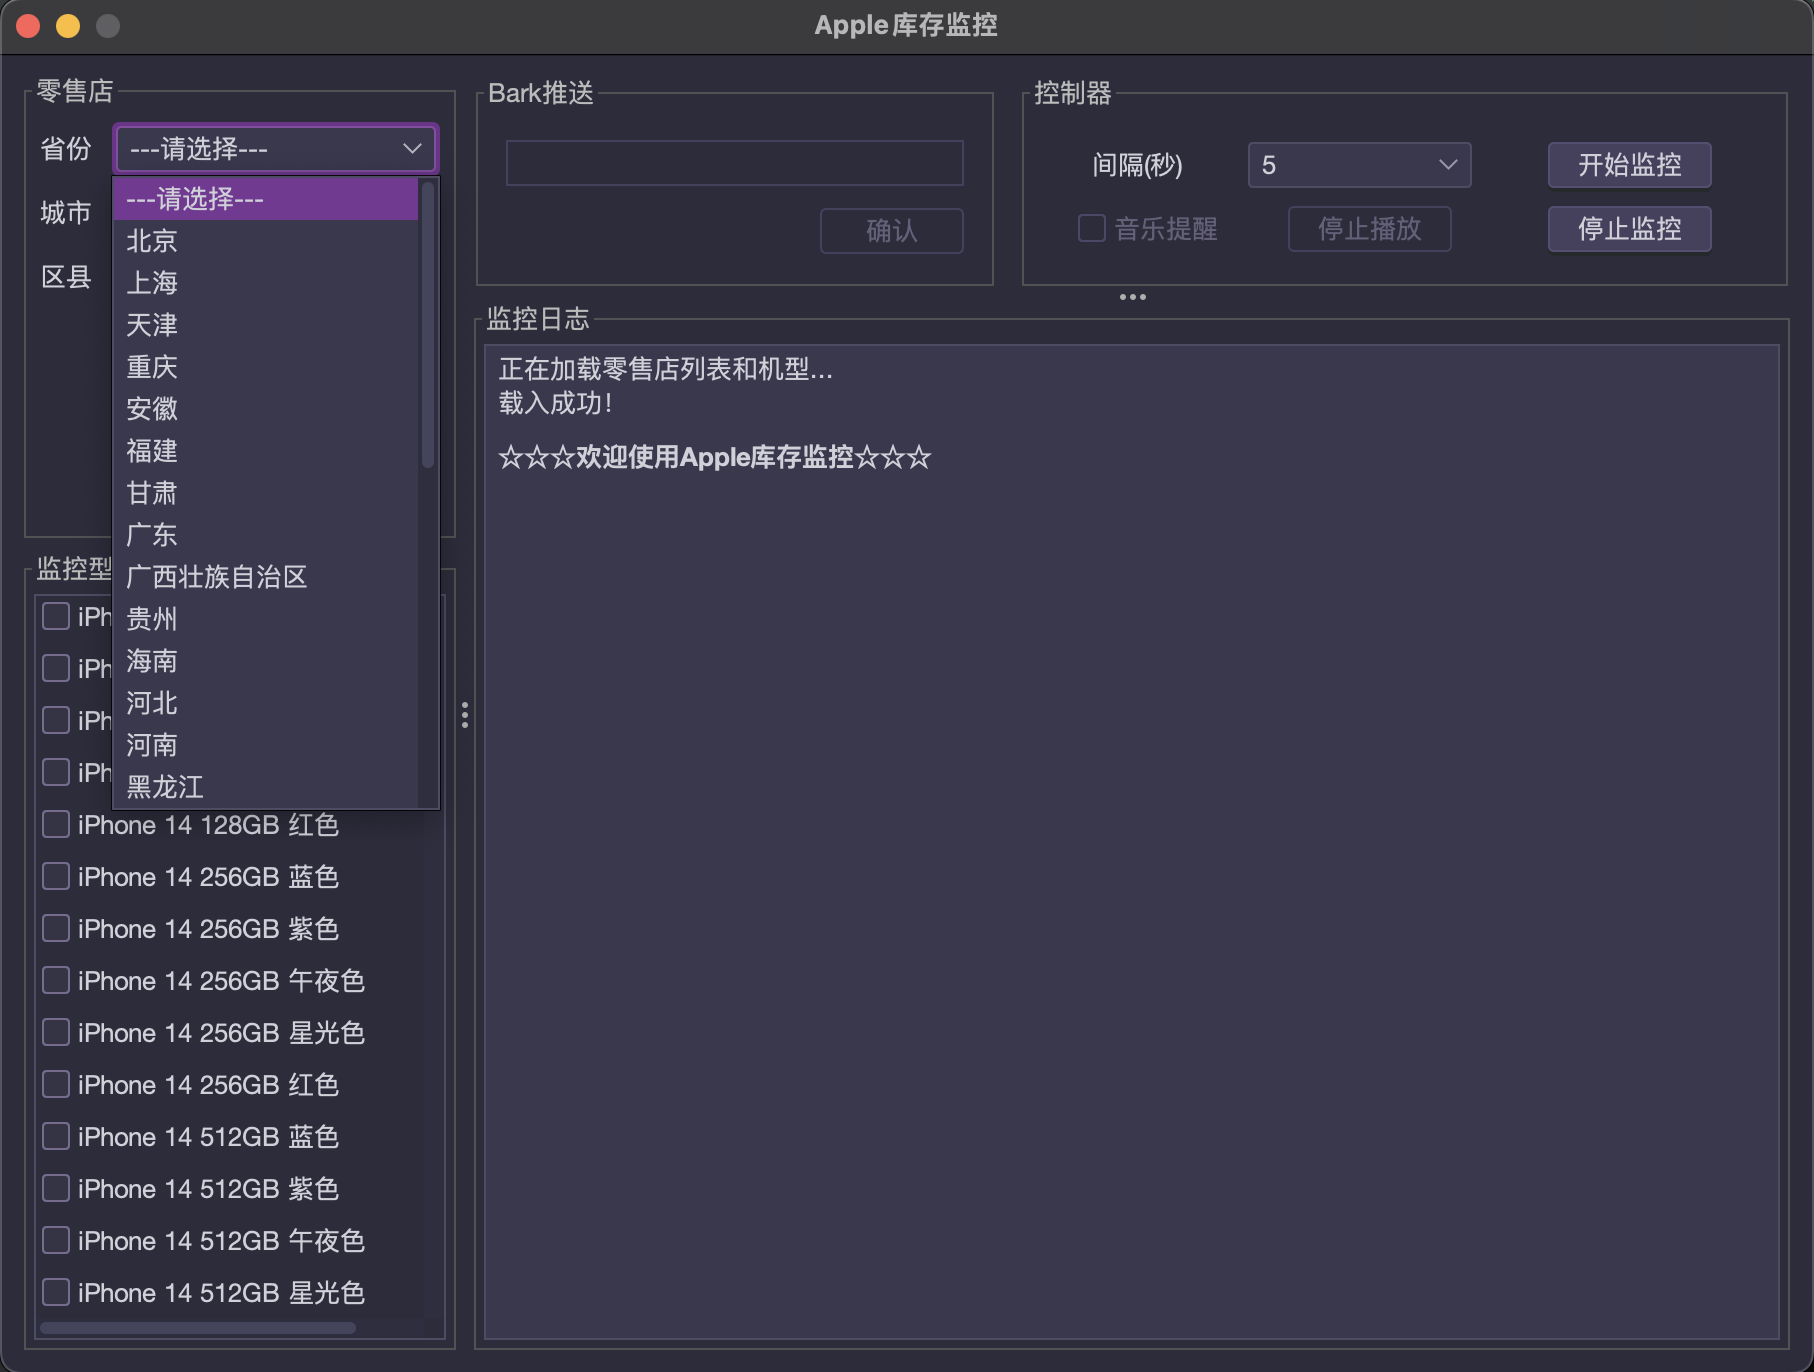 Apple库存监控
零售店
省份
---请选择---
城市
区县
---请选择---
北京
上海
天津
重庆
安徽
福建
甘肃
广东
广西壮族自治区
贵州
海南
河北
河南
黑龙江
Bark推送
确认
控制器
间隔(秒)
5
开始监控
音乐提醒
停止播放
停止监控
监控日志
正在加载零售店列表和机型...
载入成功!
☆☆☆欢迎使用Apple库存监控☆☆☆
监控型
iPh
iPh
iPh
iPh
iPhone 14 128GB 红色
iPhone 14 256GB 蓝色
iPhone 14 256GB 紫色
iPhone 14 256GB 午夜色
iPhone 14 256GB 星光色
iPhone 14 256GB 红色
iPhone 14 512GB 蓝色
iPhone 14 512GB 紫色
iPhone 14 512GB 午夜色
iPhone 14 512GB 星光色